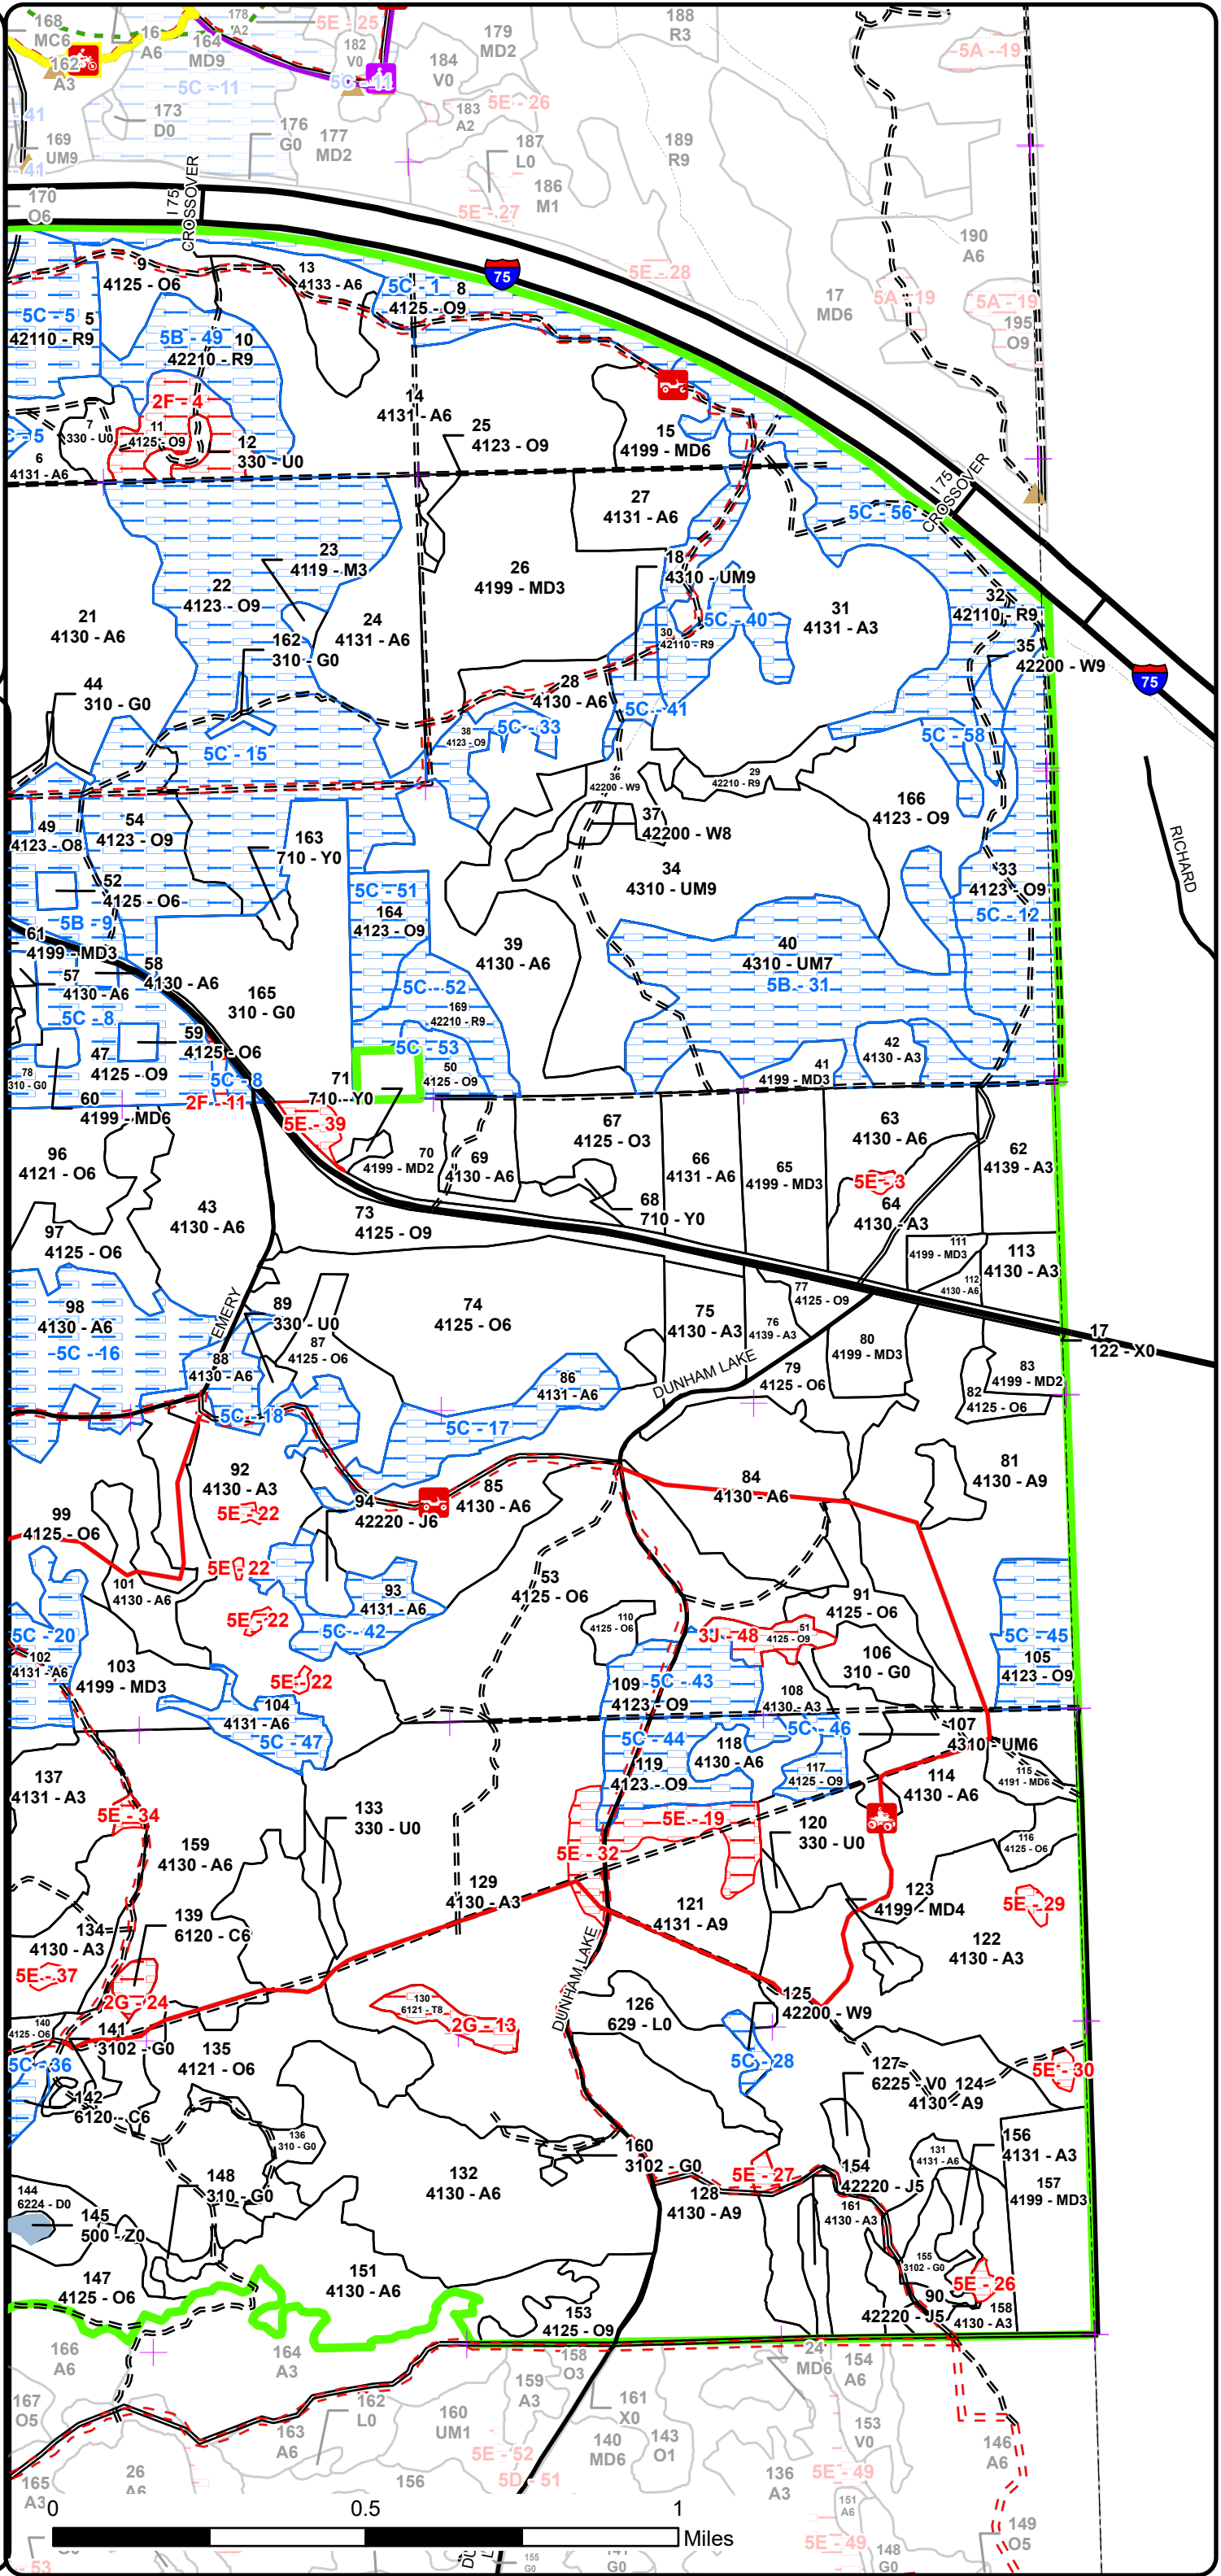 168
MC6
16
A6
178
A2
5E - 25
164
MD9
182
V0
179
MD2
188
R3
5A - 19
162
A3
5C - 11
5C - 11
184
V0
41
173
D0
183
A2
5E - 26
169
UM9
41
176
G0
177
MD2
187
L0
189
R9
186
M1
170
O6
I 75
CROSSOVER
5E - 27
190
A6
9
4125 - O6
13
4133 - A6
75
5E - 28
5C - 1
8
4125 - O9
17
MD6
5A - 19
5A - 19
195
O9
5C - 5
5
42110 - R9
5B - 49
10
42210 - R9
2F - 4
14
4131 - A6
25
4123 - O9
15
4199 - MD6
7
330 - U0
11
4125 - O9
12
330 - U0
6
4131 - A6
I 75
CROSSOVER
27
4131 - A6
5C - 56
23
4119 - M3
26
4199 - MD3
18
4310 - UM9
22
4123 - O9
21
4130 - A6
24
4131 - A6
5C - 40
31
4131 - A3
32
42110 - R9
162
310 - G0
30
42110 - R9
35
42200 - W9
75
44
310 - G0
28
4130 - A6
5C - 41
5C - 33
38
4123 - O9
5C - 58
5C - 15
36
42200 - W9
29
42210 - R9
166
4123 - O9
49
4123 - O8
54
4123 - O9
163
710 - Y0
37
42200 - W8
RICHARD
34
4310 - UM9
33
4123 - O9
52
4125 - O6
5C - 51
164
4123 - O9
5C - 12
5B - 9
61
4199 - MD3
39
4130 - A6
40
4310 - UM7
5B - 31
58
4130 - A6
57
4130 - A6
5C - 52
165
310 - G0
5C - 8
169
42210 - R9
59
4125 - O6
5C - 53
42
4130 - A3
47
4125 - O9
78
310 - G0
5C - 8
71
710 - Y0
50
4125 - O9
41
4199 - MD3
60
4199 - MD6
2F - 11
5E - 39
67
4125 - O3
63
4130 - A6
96
4121 - O6
70
4199 - MD2
69
4130 - A6
66
4131 - A6
65
4199 - MD3
62
4139 - A3
5E - 3
64
4130 - A3
43
4130 - A6
73
4125 - O9
68
710 - Y0
97
4125 - O6
111
4199 - MD3
113
4130 - A3
112
4130 - A6
98
4130 - A6
EMERY
89
330 - U0
74
4125 - O6
77
4125 - O9
75
4130 - A3
76
4139 - A3
80
4199 - MD3
17
122 - X0
5C - 16
87
4125 - O6
88
4130 - A6
86
4131 - A6
DUNHAM LAKE
79
4125 - O6
83
4199 - MD2
82
4125 - O6
5C - 18
5C - 17
92
4130 - A3
85
4130 - A6
84
4130 - A6
81
4130 - A9
5E - 22
94
42220 - J6
99
4125 - O6
5E - 22
101
4130 - A6
53
4125 - O6
93
4131 - A6
91
4125 - O6
5E - 22
5C - 42
110
4125 - O6
3J - 48
51
4125 - O9
5C - 20
5C - 45
102
4131 - A6
103
4199 - MD3
5E - 22
106
310 - G0
105
4123 - O9
5C - 43
109
4123 - O9
108
4130 - A3
104
4131 - A6
5C - 47
5C - 44
5C - 46
107
4310 - UM6
118
4130 - A6
119
4123 - O9
117
4125 - O9
114
4130 - A6
115
4191 - MD6
137
4131 - A3
5E - 34
133
330 - U0
5E - 19
120
330 - U0
159
4130 - A6
116
4125 - O6
5E - 32
129
4130 - A3
123
4199 - MD4
5E - 29
139
6120 - C6
121
4131 - A9
134
4130 - A3
122
4130 - A3
5E - 37
DUNHAM LAKE
2G - 24
130
6121 - T8
2G - 13
126
629 - L0
125
42200 - W9
140
4125 - O6
141
3102 - G0
135
4121 - O6
5C - 36
5C - 28
127
6225 - V0
124
4130 - A9
5E - 30
142
6120 - C6
136
310 - G0
160
3102 - G0
156
4131 - A3
131
4131 - A6
132
4130 - A6
5E - 27
154
42220 - J5
157
4199 - MD3
148
310 - G0
144
6224 - D0
128
4130 - A9
161
4130 - A3
145
500 - Z0
155
3102 - G0
147
4125 - O6
151
4130 - A6
5E - 26
90
42220 - J5
153
4125 - O9
158
4130 - A3
166
A6
164
A3
158
O3
24
MD6
154
A6
159
A3
167
O5
162
L0
160
UM1
161
X0
153
V0
163
A6
140
MD6
143
O1
146
A6
5E - 52
165
A3
26
A6
156
5D - 51
136
A3
5E - 49
151
A6
149
O5
0
0.5
1
Miles
5E - 49
148
G0
155
G0
53